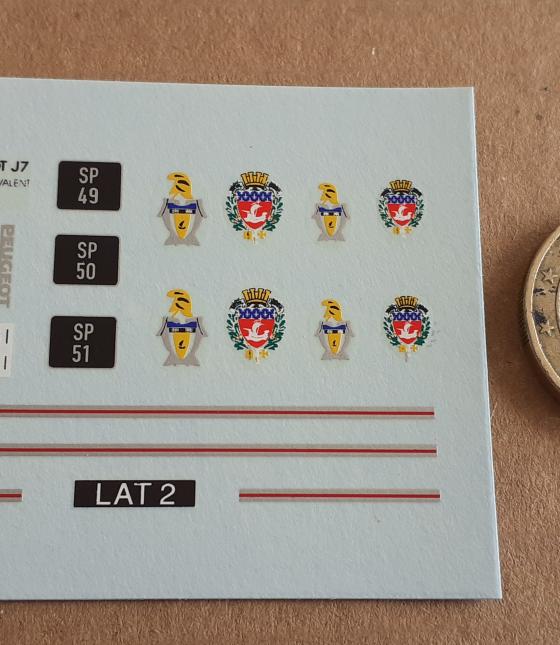 T J7
VALENT
SP
49
PEUGEOT
SP
50
SP
51
LAT 2